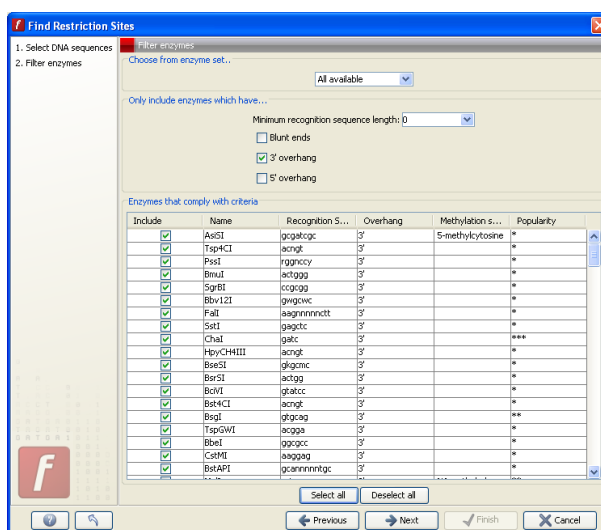 Find Restriction Sites
1. Select DNA sequences
2. Filter enzymes
Filter enzymes
Choose from enzyme set..
All available
Only include enzymes which have...
Minimum recognition sequence length: 0
Blunt ends
3' overhang
5' overhang
Enzymes that comply with criteria
Include Name Recognition S... Overhang Methylation s... Popularity
AsiSI gcgatcgc 3' 5-methylcytosine *
Tsp4CI acngt 3' *
PssI rggnccy 3' *
BmuI actggg 3' *
SgrBI ccgcgg 3' *
Bbv12I gwgcwc 3' *
FalI aagnnnnnctt 3' *
SstI gagctc 3' *
ChaI gatc 3' ***
HpyCH4III acngt 3' *
BseSI gkgcmc 3' *
BsrSI actgg 3' *
BciVI gtatcc 3' *
Bst4CI acngt 3' *
BsgI gtgcag 3' **
TspGWI acgga 3' *
BbeI ggcgcc 3' *
CstMI aaggag 3' *
BstAPI gcannnnntgc 3' *
Select all Deselect all
Previous Next Finish Cancel